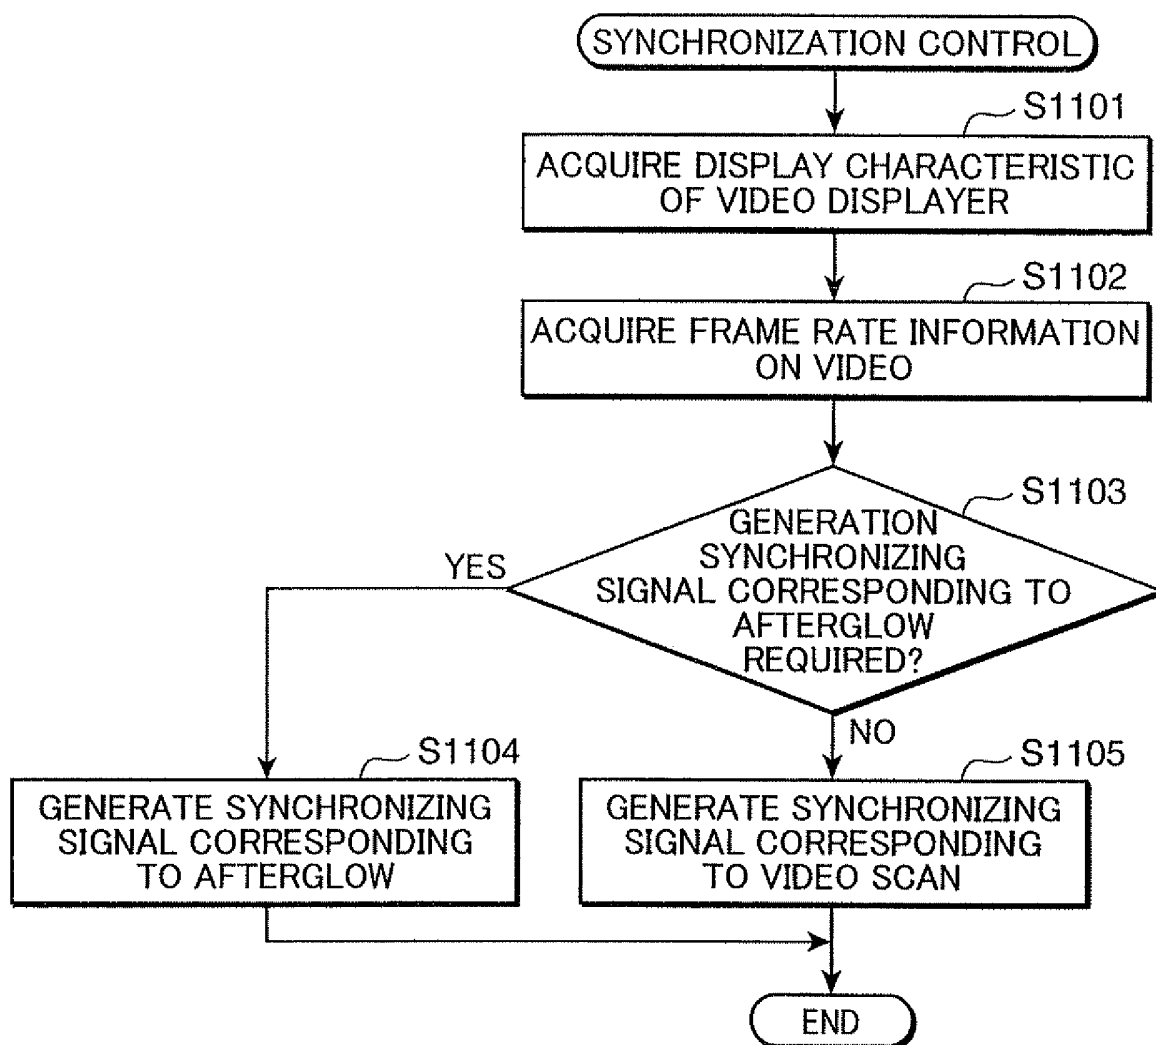 SYNCHRONIZATION CONTROL
S1101
ACQUIRE DISPLAY CHARACTERISTIC
OF VIDEO DISPLAYER
S1102
ACQUIRE FRAME RATE INFORMATION
ON VIDEO
S1103
GENERATION
SYNCHRONIZING
SIGNAL CORRESPONDING TO
AFTERGLOW
REQUIRED?
YES
NO
S1104
GENERATE SYNCHRONIZING
SIGNAL CORRESPONDING
TO AFTERGLOW
S1105
GENERATE SYNCHRONIZING
SIGNAL CORRESPONDING
TO VIDEO SCAN
END